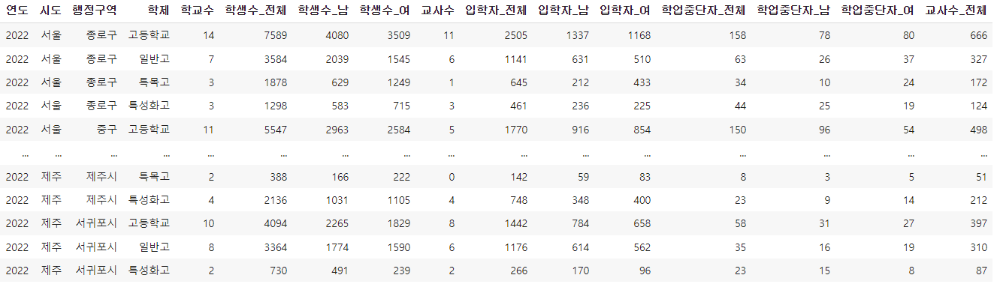 연도 시도 행정구역 학제 학교수 학생수_전체 학생수_남 학생수_여 교사수 입학자_전체 입학자_남 입학자_여 학업중단자_전체 학업중단자_남 학업중단자_여 교사수_전체
2022 서울 종로구 고등학교 14 7589 4080 3509 11 2505 1337 1168 158 78 80 666
2022 서울 종로구 일반고 7 3584 2039 1545 6 1141 631 510 63 26 37 327
2022 서울 종로구 특목고 3 1878 629 1249 1 645 212 433 34 10 24 172
2022 서울 종로구 특성화고 3 1298 583 715 3 461 236 225 44 25 19 124
2022 서울 중구 고등학교 11 5547 2963 2584 5 1770 916 854 150 96 54 498
... ... ... ... ... ... ... ... ... ... ... ... ... ... ... ...
2022 제주 제주시 특목고 2 388 166 222 0 142 59 83 8 3 5 51
2022 제주 제주시 특성화고 4 2136 1031 1105 4 748 348 400 23 9 14 212
2022 제주 서귀포시 고등학교 10 4094 2265 1829 8 1442 784 658 58 31 27 397
2022 제주 서귀포시 일반고 8 3364 1774 1590 6 1176 614 562 35 16 19 310
2022 제주 서귀포시 특성화고 2 730 491 239 2 266 170 96 23 15 8 87